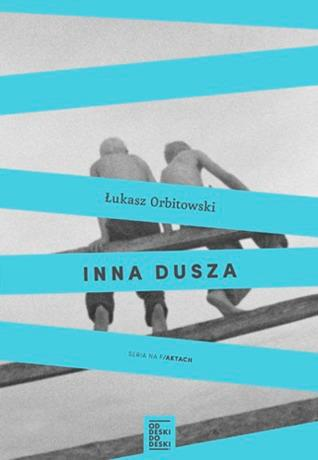 Łukasz Orbitowski
INNA DUSZA
SERIA NA F/AKTACH
OD
DESKI
DO
DESKI